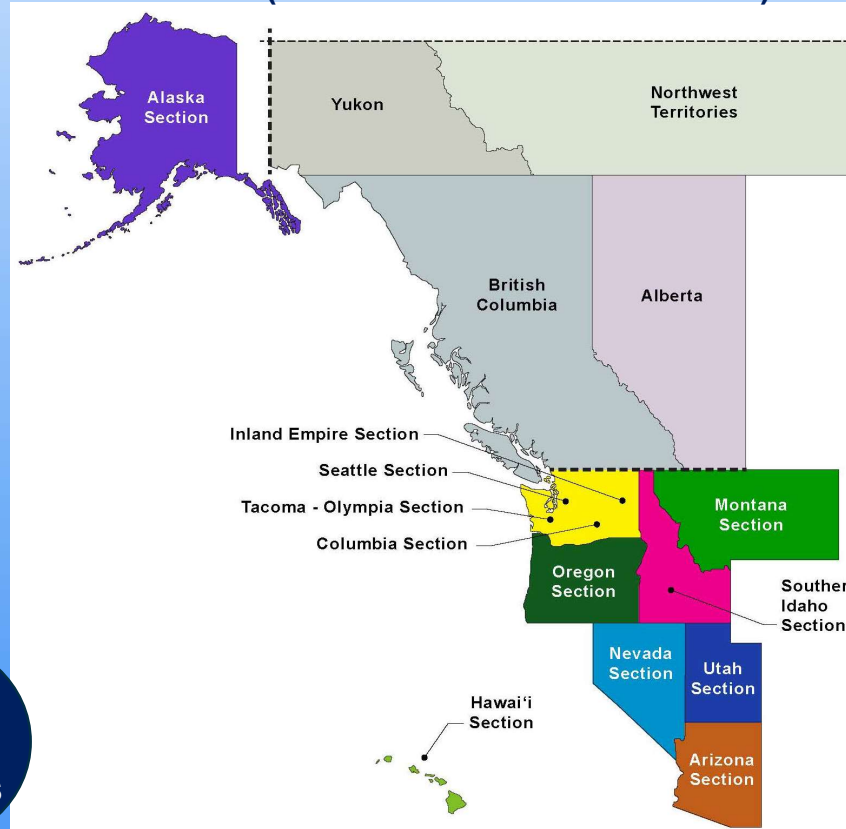 Alaska
Section
Yukon
Northwest
Territories
British
Columbia
Alberta
Inland Empire Section
Seattle Section
Tacoma - Olympia Section
Columbia Section
Montana
Section
Oregon
Section
Souther
Idaho
Section
Nevada
Section
Utah
Section
Hawai‘i
Section
Arizona
Section